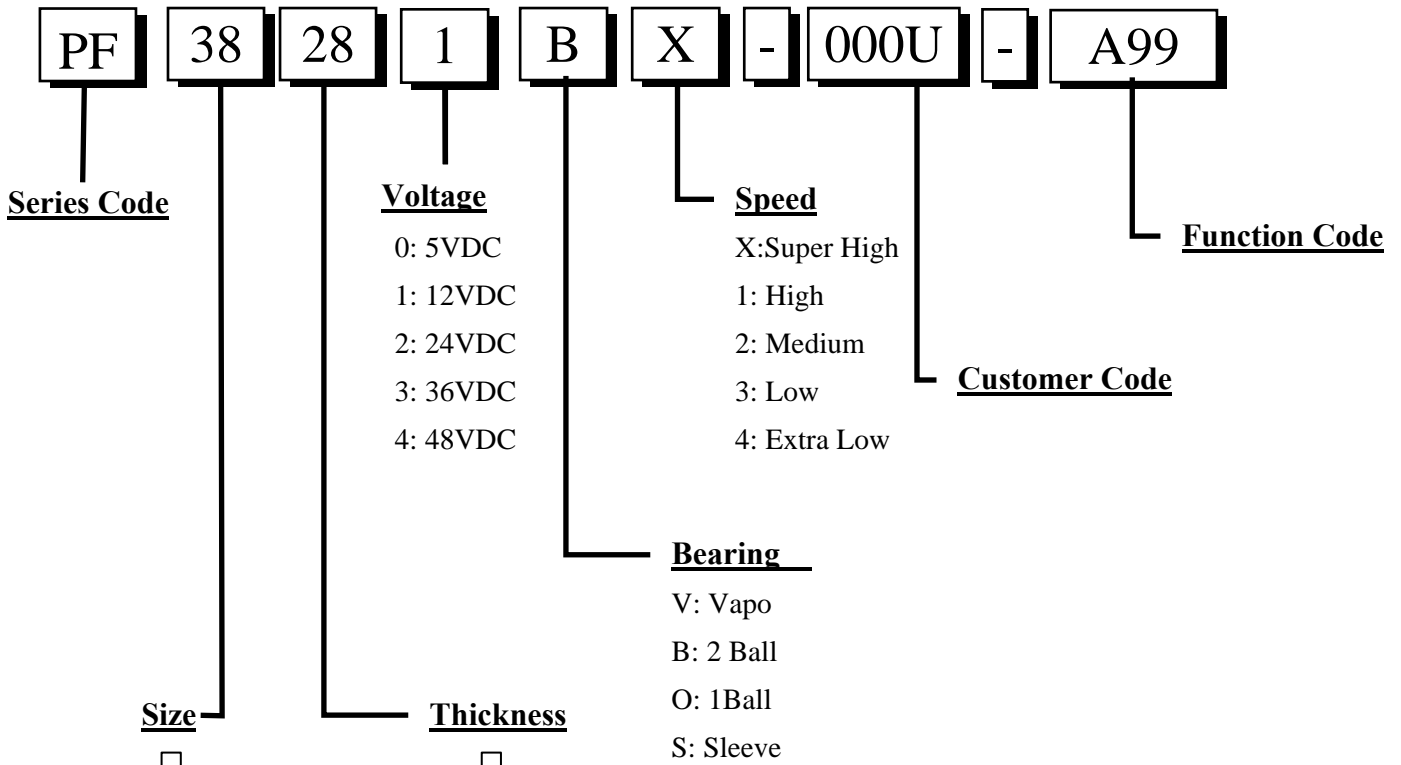 PF 38 28 1 B X - 000U - A99
Series Code
Voltage
0: 5VDC
1: 12VDC
2: 24VDC
3: 36VDC
4: 48VDC
Speed
X:Super High
1: High
2: Medium
3: Low
4: Extra Low
Function Code
Customer Code
Bearing
V: Vapo
B: 2 Ball
O: 1Ball
S: Sleeve
Size
Thickness